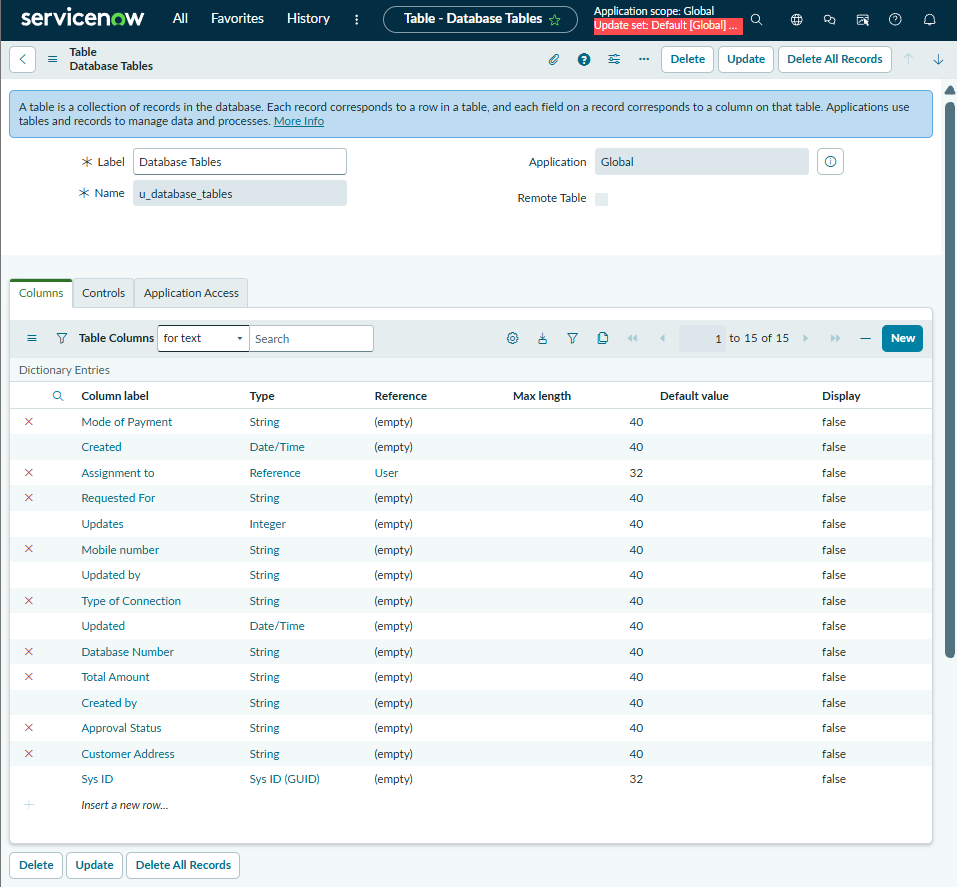 servicenow All Favorites History Table - Database Tables Application scope: Global
Update set: Default [Global] ...
Table
Database Tables
Delete Update Delete All Records
A table is a collection of records in the database. Each record corresponds to a row in a table, and each field on a record corresponds to a column on that table. Applications use
tables and records to manage data and processes. More Info
Label Database Tables Application Global
Name u_database_tables Remote Table
Columns Controls Application Access
Table Columns for text Search 1 to 15 of 15 New
Dictionary Entries
Column label Type Reference Max length Default value Display
Mode of Payment String (empty) 40 false
Created Date/Time (empty) 40 false
Assignment to Reference User 32 false
Requested For String (empty) 40 false
Updates Integer (empty) 40 false
Mobile number String (empty) 40 false
Updated by String (empty) 40 false
Type of Connection String (empty) 40 false
Updated Date/Time (empty) 40 false
Database Number String (empty) 40 false
Total Amount String (empty) 40 false
Created by String (empty) 40 false
Approval Status String (empty) 40 false
Customer Address String (empty) 40 false
Sys ID Sys ID (GUID) (empty) 32 false
Insert a new row...
Delete Update Delete All Records